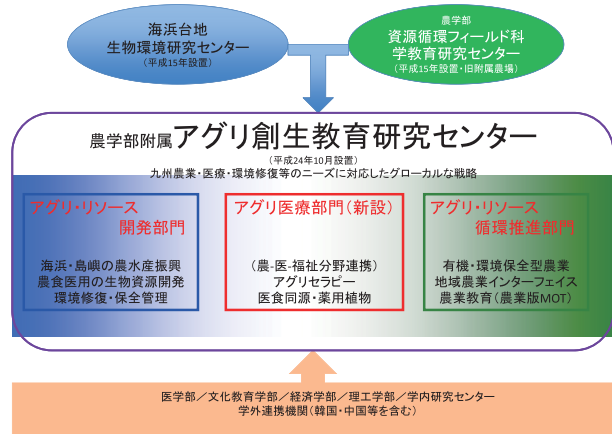 海浜台地
生物環境研究センター
（平成15年設置）
農学部
資源循環フィールド科
学教育研究センター
（平成15年設置・旧附属農場）
農学部附属アグリ創生教育研究センター
（平成24年10月設置）
九州農業・医療・環境修復等のニーズに対応したグローカルな戦略
アグリ・リソース
開発部門
海浜・島嶼の農水産振興
農食医用の生物資源開発
環境修復・保全管理
アグリ医療部門（新設）
（農-医-福祉分野連携）
アグリセラピー
医食同源・薬用植物
アグリ・リソース
循環推進部門
有機・環境保全型農業
地域農業インターフェイス
農業教育（農業版MOT）
医学部／文化教育学部／経済学部／理工学部／学内研究センター
学外連携機関（韓国・中国等を含む）